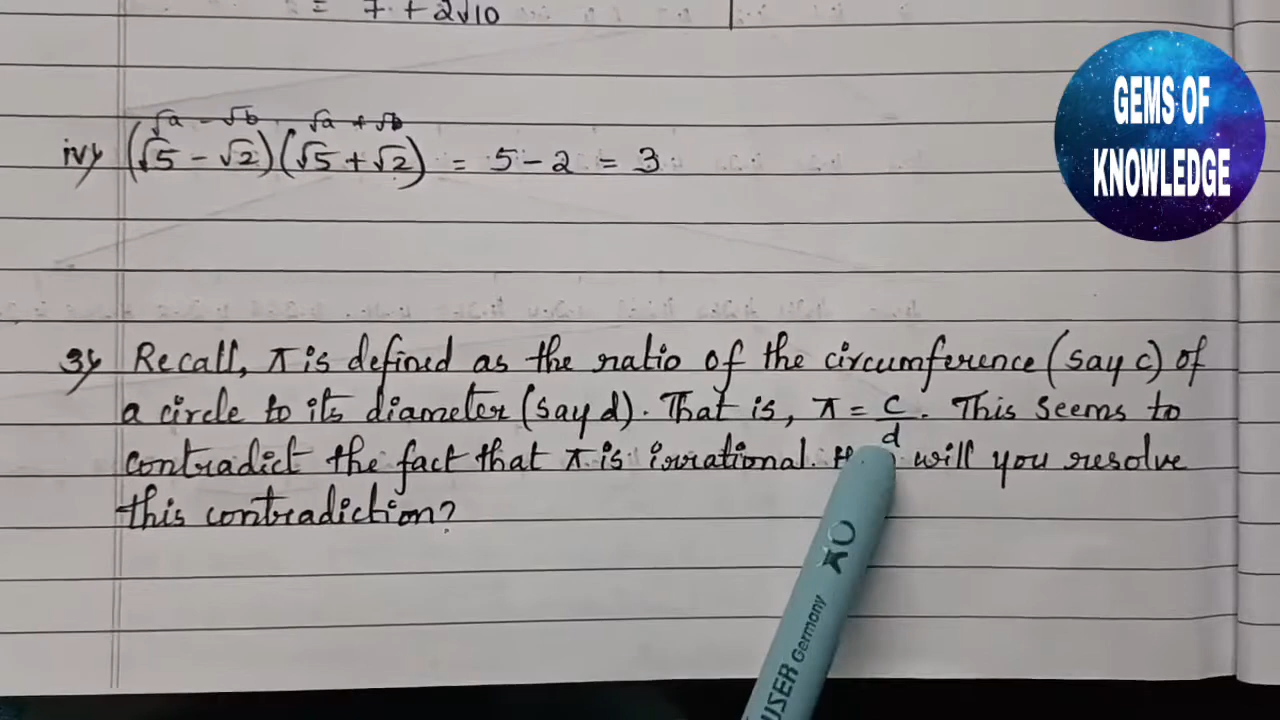 = 7 + 2√10
√a - √b √a + √b
iv) (√5 - √2)(√5 + √2) = 5 - 2 = 3
GEMS OF
KNOWLEDGE
3) Recall, π is defined as the ratio of the circumference (say c) of
a circle to its diameter (say d). That is, π = c/d. This seems to
contradict the fact that π is irrational. will you resolve
this contradiction?
USER Germany
XO